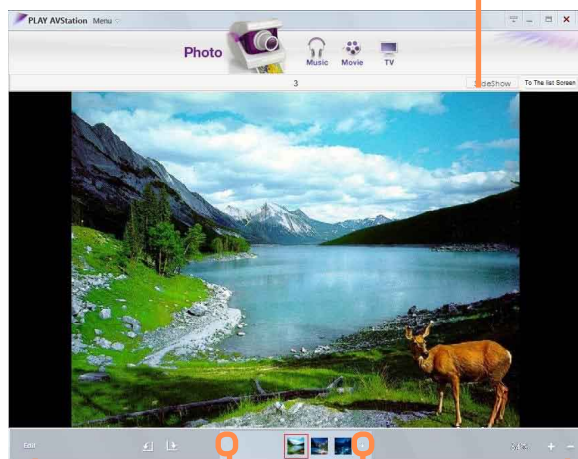 PLAY AVStation Menu
Photo
Music Movie TV
3
SlideShow To The list Screen
Edit